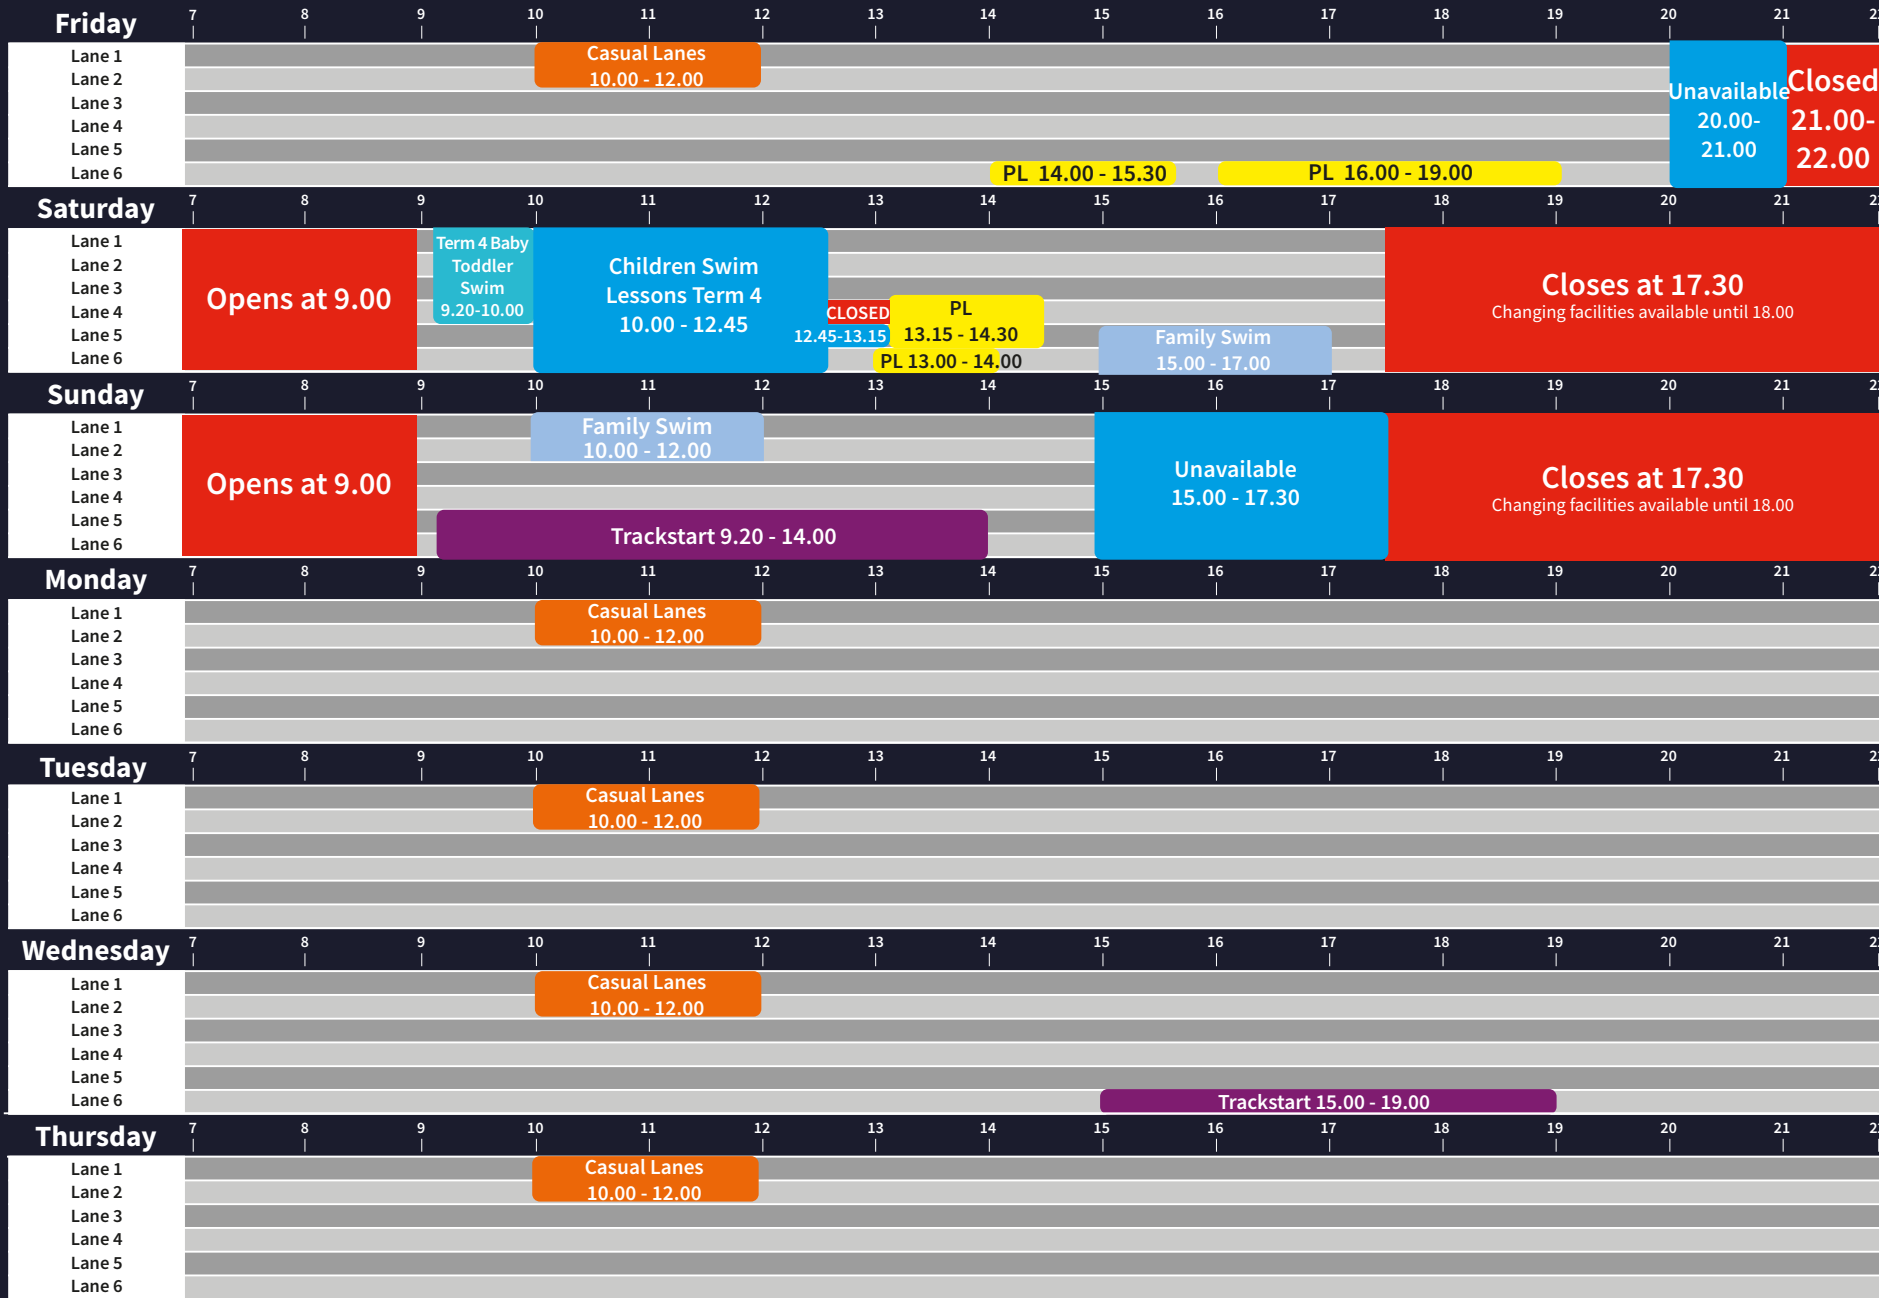 Friday 7 8 9 10 11 12 13 14 15 16 17 18 19 20 21
Lane 1
Lane 2
Lane 3
Lane 4
Lane 5
Lane 6
Casual Lanes
10.00 - 12.00
PL 14.00 - 15.30
PL 16.00 - 19.00
Unavailable
20.00-
21.00
Closed
21.00-
22.00
Saturday 7 8 9 10 11 12 13 14 15 16 17 18 19 20 21
Lane 1
Lane 2
Lane 3
Lane 4
Lane 5
Lane 6
Opens at 9.00
Term 4 Baby
Toddler
Swim
9.20-10.00
Children Swim
Lessons Term 4
10.00 - 12.45
CLOSED
12.45-13.15
PL
13.15 - 14.30
PL 13.00 - 14.00
Family Swim
15.00 - 17.00
Closes at 17.30
Changing facilities available until 18.00
Sunday 7 8 9 10 11 12 13 14 15 16 17 18 19 20 21
Lane 1
Lane 2
Lane 3
Lane 4
Lane 5
Lane 6
Opens at 9.00
Family Swim
10.00 - 12.00
Trackstart 9.20 - 14.00
Unavailable
15.00 - 17.30
Closes at 17.30
Changing facilities available until 18.00
Monday 7 8 9 10 11 12 13 14 15 16 17 18 19 20 21
Lane 1
Lane 2
Lane 3
Lane 4
Lane 5
Lane 6
Casual Lanes
10.00 - 12.00
Tuesday 7 8 9 10 11 12 13 14 15 16 17 18 19 20 21
Lane 1
Lane 2
Lane 3
Lane 4
Lane 5
Lane 6
Casual Lanes
10.00 - 12.00
Wednesday 7 8 9 10 11 12 13 14 15 16 17 18 19 20 21
Lane 1
Lane 2
Lane 3
Lane 4
Lane 5
Lane 6
Casual Lanes
10.00 - 12.00
Trackstart 15.00 - 19.00
Thursday 7 8 9 10 11 12 13 14 15 16 17 18 19 20 21
Lane 1
Lane 2
Lane 3
Lane 4
Lane 5
Lane 6
Casual Lanes
10.00 - 12.00